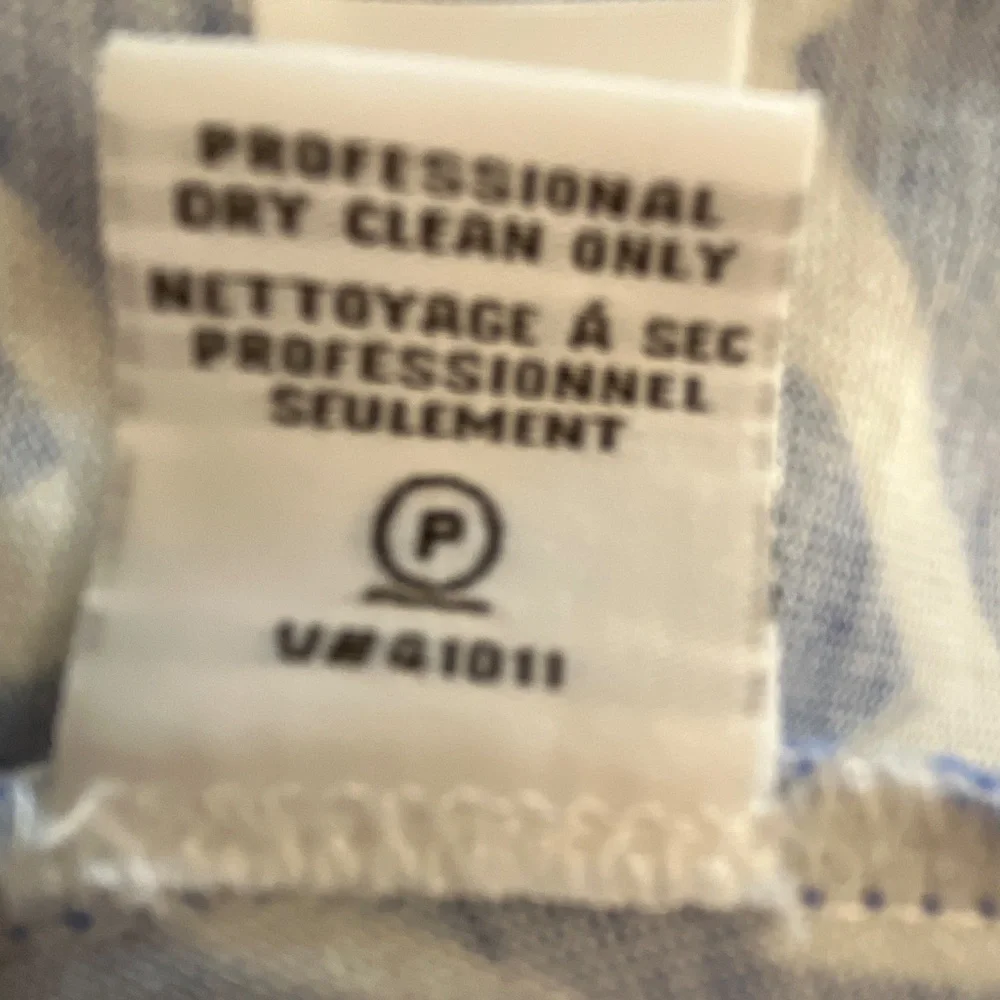 PROFESSIONAL
DRY CLEAN ONLY
NETTOYAGE Á SEC
PROFESSIONNEL
SEULEMENT
P
V#41011